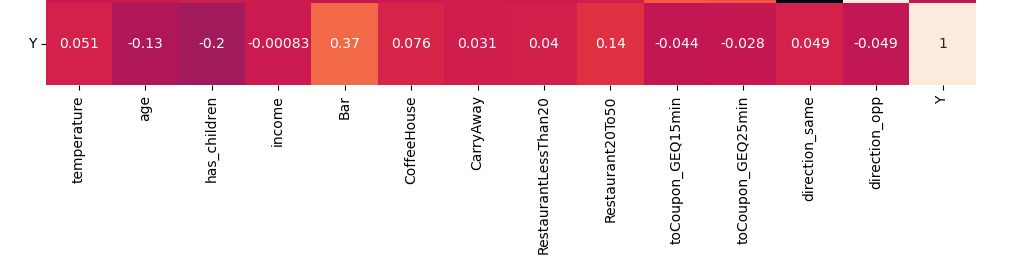 Y 0.051 -0.13 -0.2 -0.00083 0.37 0.076 0.031 0.04 0.14 -0.044 -0.028 0.049 -0.049 1
temperature
age
has_children
income
Bar
CoffeeHouse
CarryAway
RestaurantLessThan20
Restaurant20To50
toCoupon_GEQ15min
toCoupon_GEQ25min
direction_same
direction_opp
Y